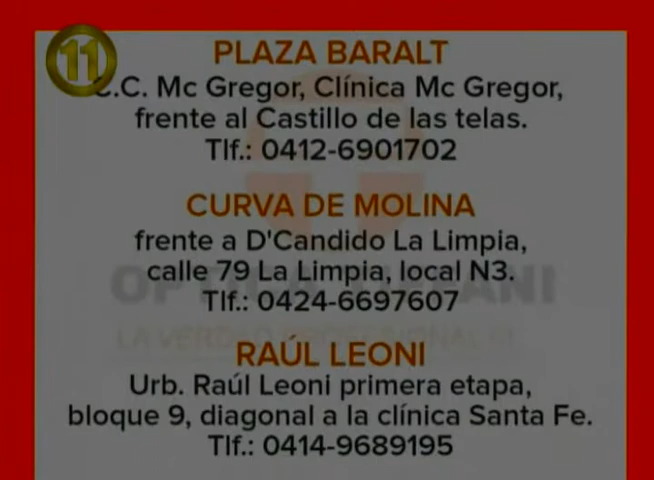 11
PLAZA BARALT
C.C. Mc Gregor, Clínica Mc Gregor,
frente al Castillo de las telas.
Tlf.: 0412-6901702
CURVA DE MOLINA
frente a D'Candido La Limpia,
calle 79 La Limpia, local N3.
Tlf.: 0424-6697607
RAÚL LEONI
Urb. Raúl Leoni primera etapa,
bloque 9, diagonal a la clínica Santa Fe.
Tlf.: 0414-9689195